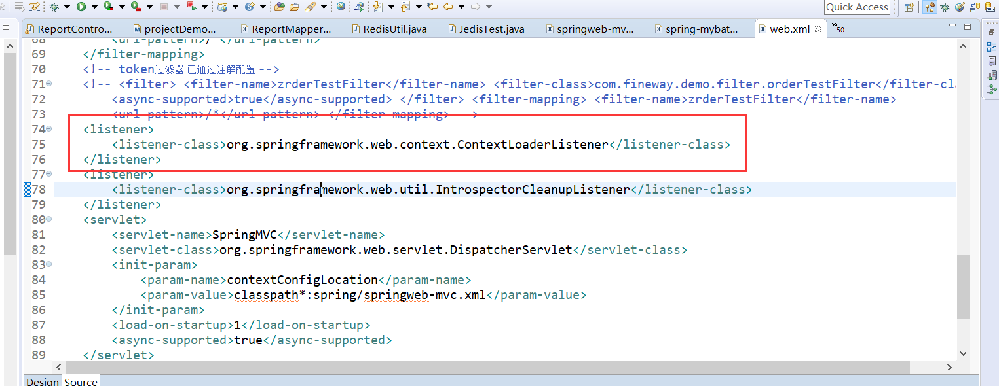 Quick Access
ReportContro... projectDemo... ReportMapper... RedisUtil.java JedisTest.java springweb-mv... spring-mybat... web.xml »50
68 <url-pattern>/*</url-pattern>
69 </filter-mapping>
70 <!-- token过滤器 已通过注解配置 -->
71 <!-- <filter> <filter-name>zrderTestFilter</filter-name> <filter-class>com.fineway.demo.filter.orderTestFilter</filter-cla
72 <async-supported>true</async-supported> </filter> <filter-mapping> <filter-name>zrderTestFilter</filter-name>
73 <url-pattern>/*</url-pattern> </filter-mapping> -->
74 <listener>
75 <listener-class>org.springframework.web.context.ContextLoaderListener</listener-class>
76 </listener>
77 <listener>
78 <listener-class>org.springframework.web.util.IntrospectorCleanupListener</listener-class>
79 </listener>
80 <servlet>
81 <servlet-name>SpringMVC</servlet-name>
82 <servlet-class>org.springframework.web.servlet.DispatcherServlet</servlet-class>
83 <init-param>
84 <param-name>contextConfigLocation</param-name>
85 <param-value>classpath*:spring/springweb-mvc.xml</param-value>
86 </init-param>
87 <load-on-startup>1</load-on-startup>
88 <async-supported>true</async-supported>
89 </servlet>
Design Source